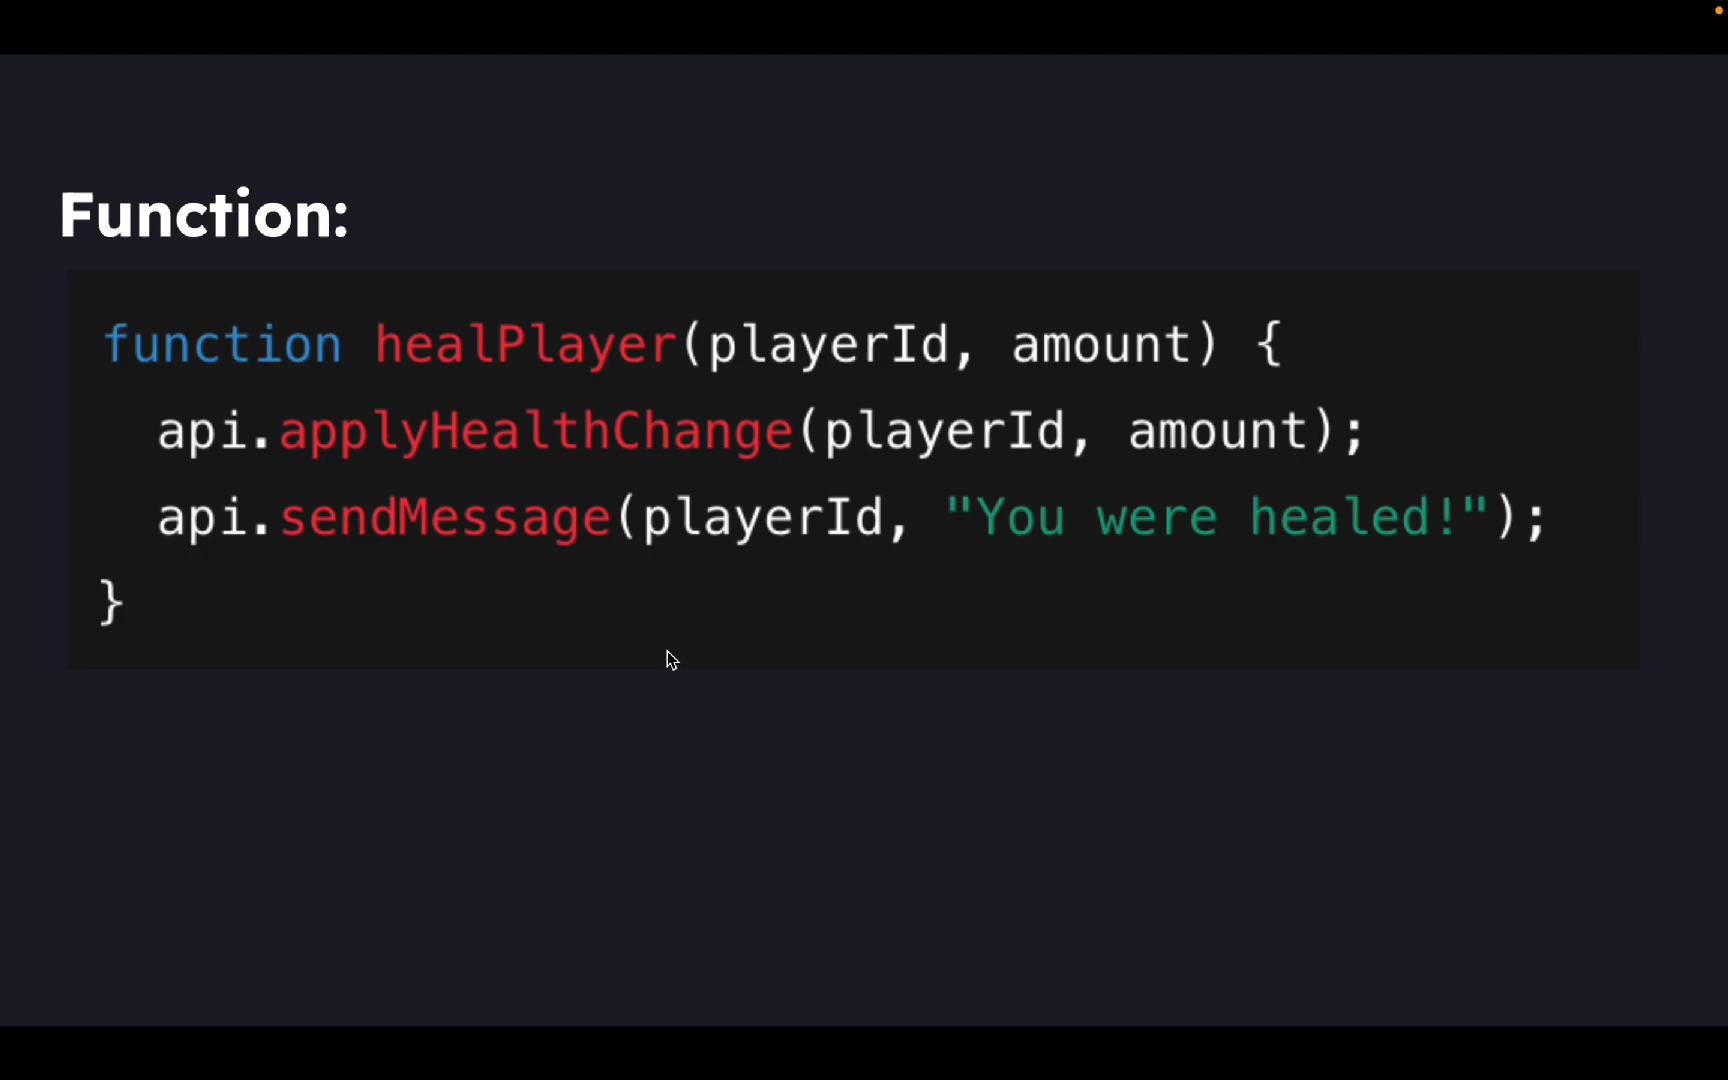 Function:
function healPlayer(playerId, amount) {
  api.applyHealthChange(playerId, amount);
  api.sendMessage(playerId, "You were healed!");
}